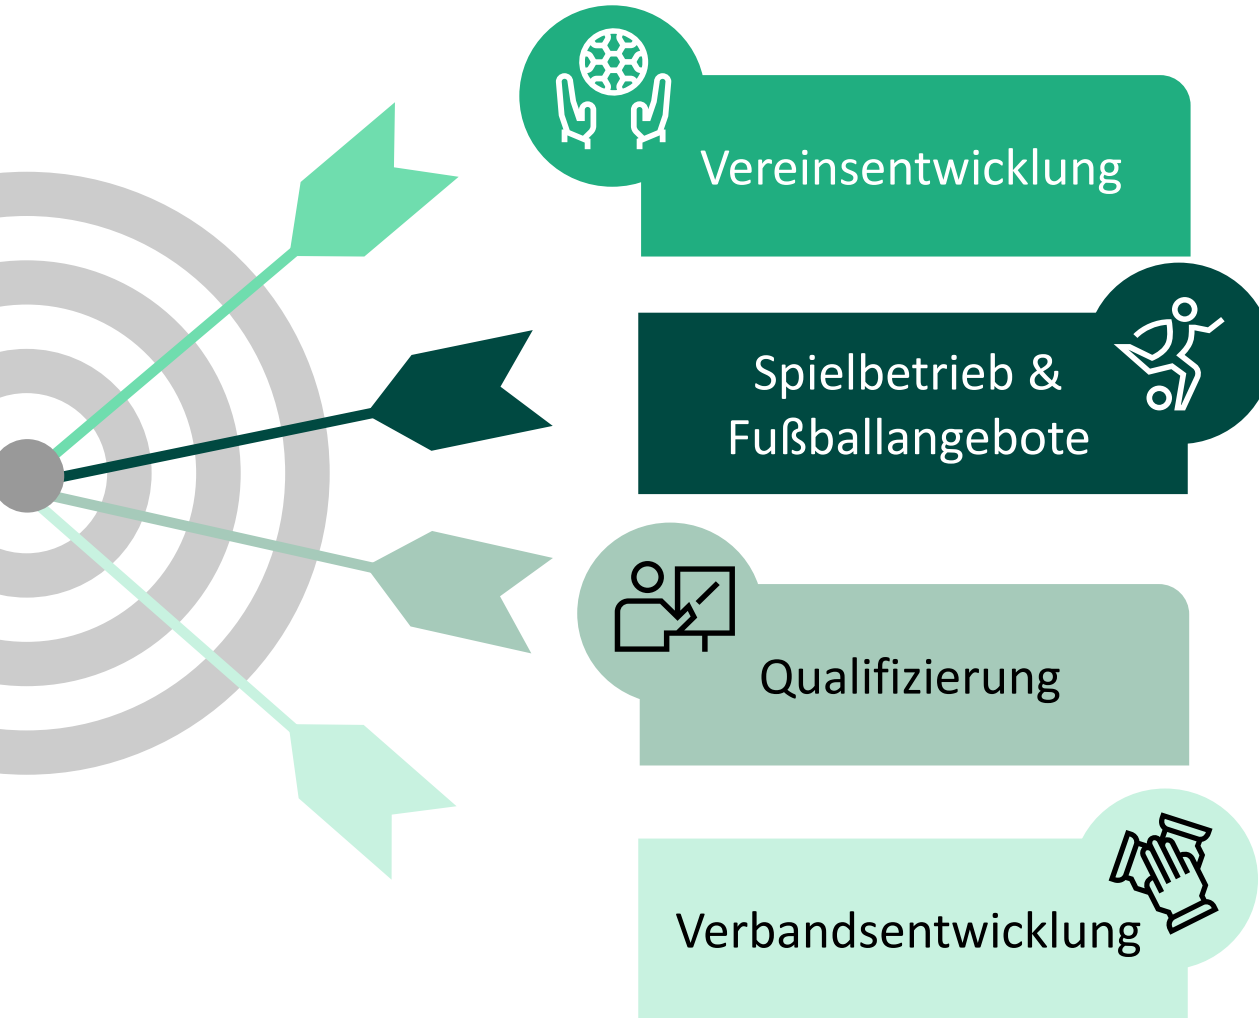 Vereinsentwicklung
Spielbetrieb &
Fußballangebote
Qualifizierung
Verbandsentwicklung